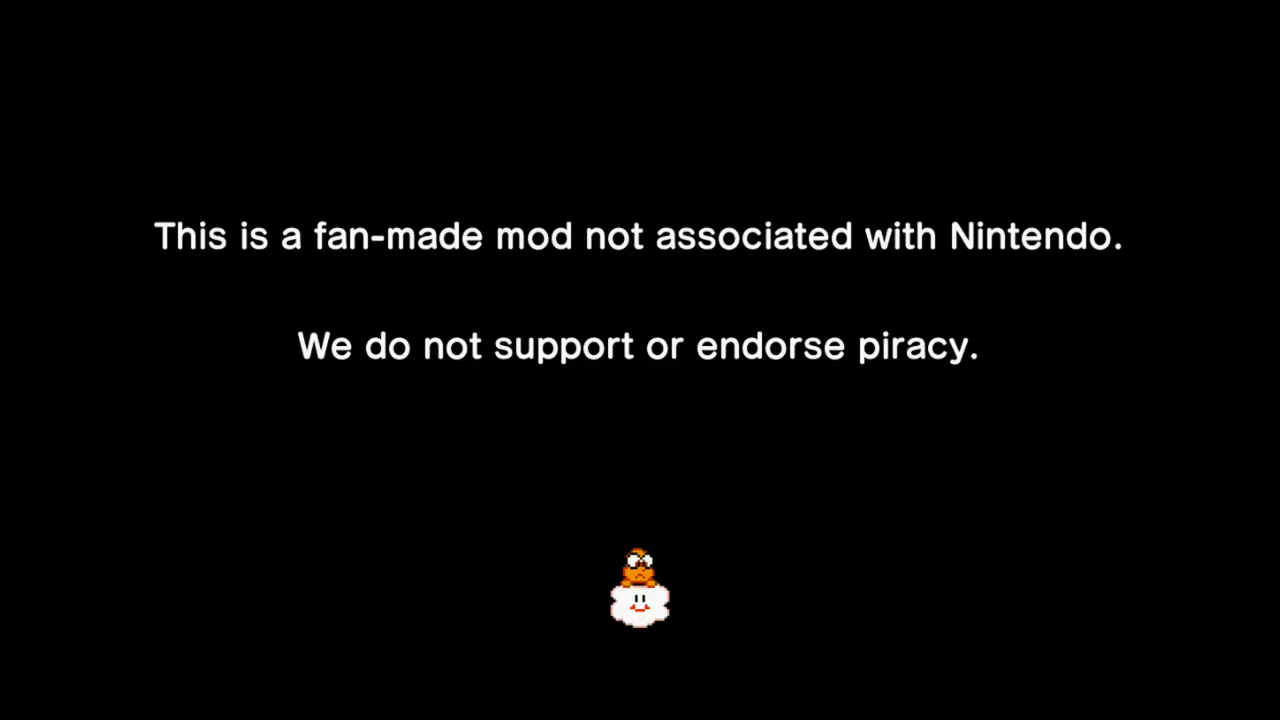 This is a fan-made mod not associated with Nintendo.
We do not support or endorse piracy.